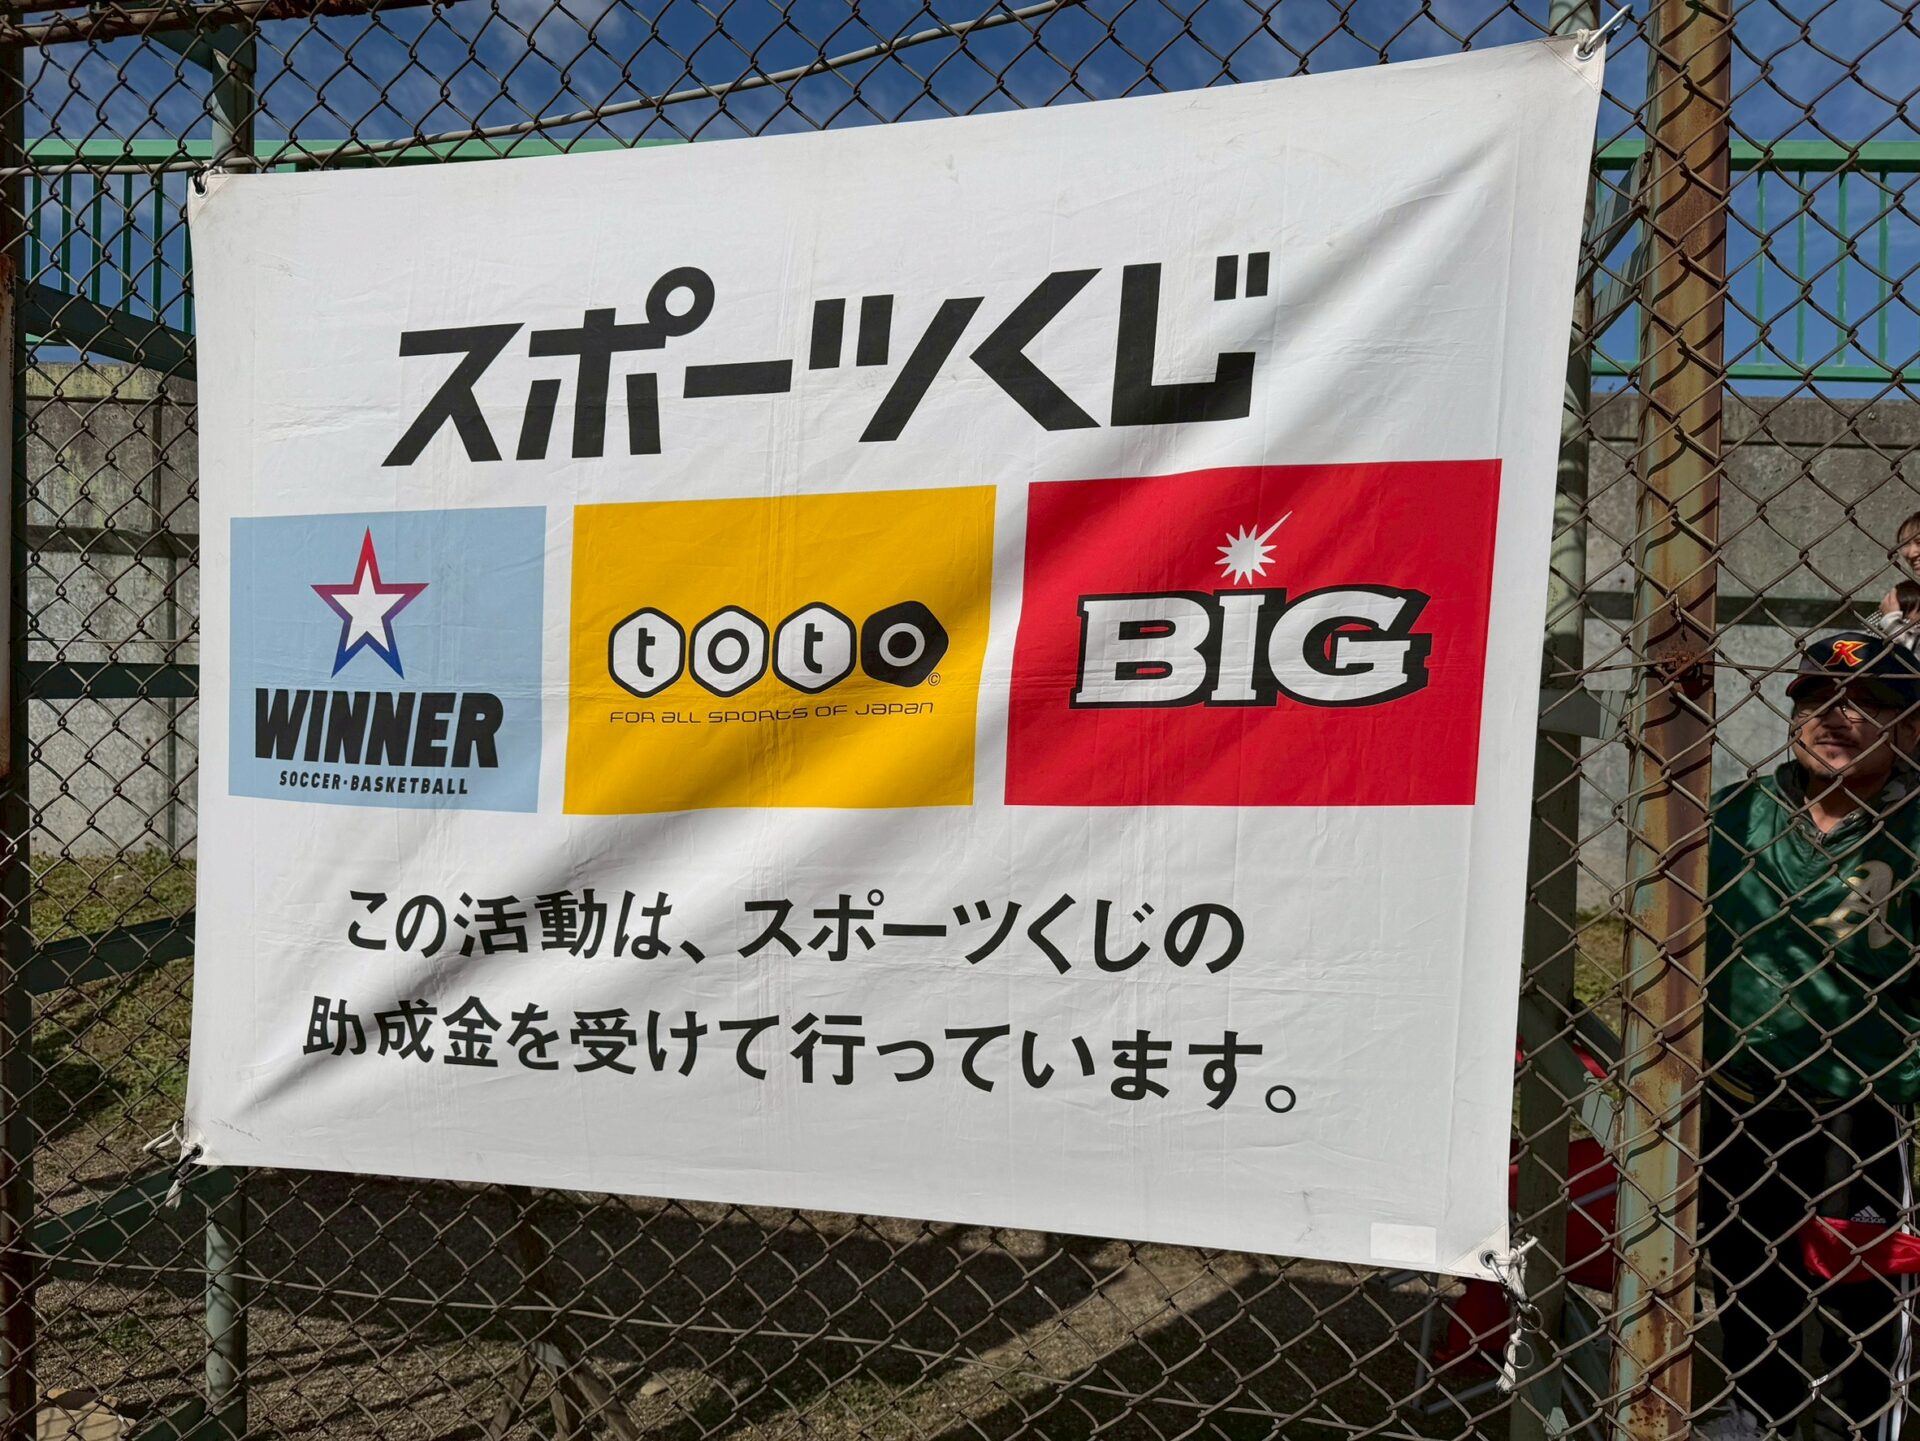 スポーツくじ
WINNER
SOCCER・BASKETBALL
toto
©
FOR ALL SPORTS OF JAPAN
BIG
この活動は、スポーツくじの
助成金を受けて行っています。
K
A
adidas